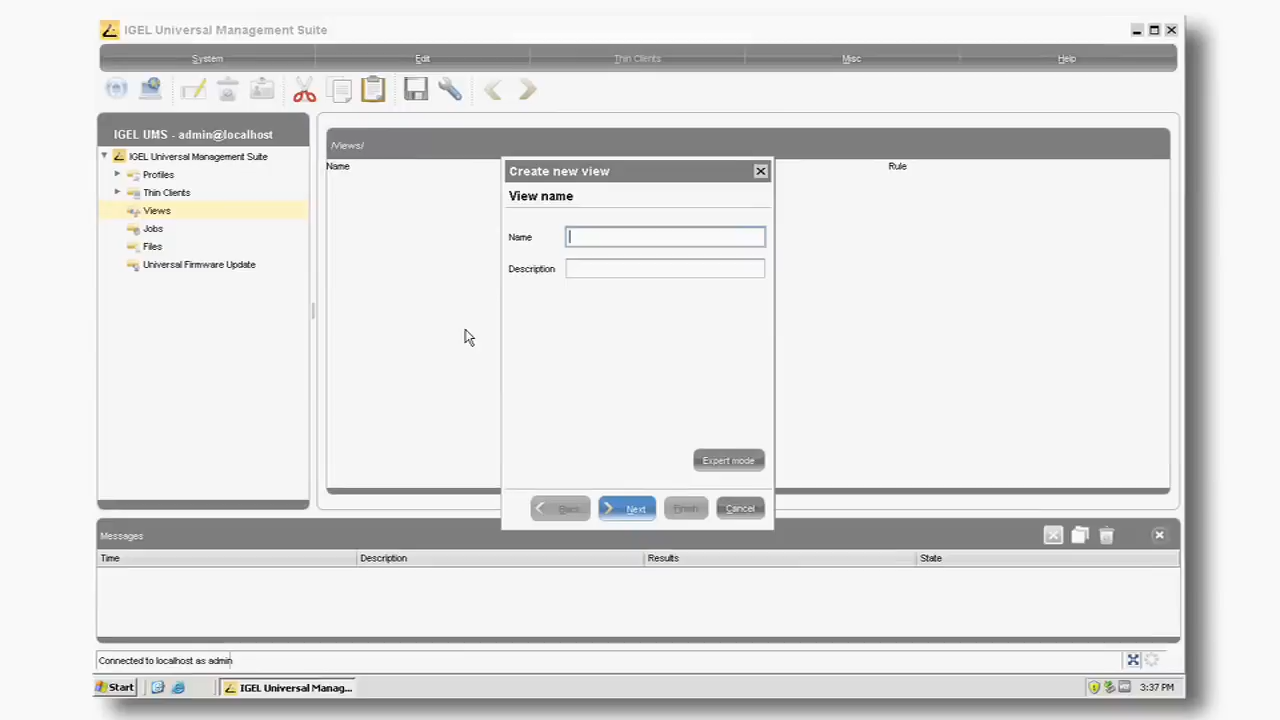 IGEL Universal Management Suite
System Edit Thin Clients Misc Help
IGEL UMS - admin@localhost
IGEL Universal Management Suite
Profiles
Thin Clients
Views
Jobs
Files
Universal Firmware Update
/Views/
Name Rule
Create new view
View name
Name
Description
Expert mode
Back Next Finish Cancel
Messages
Time Description Results State
Connected to localhost as admin
Start IGEL Universal Manag... 3:37 PM